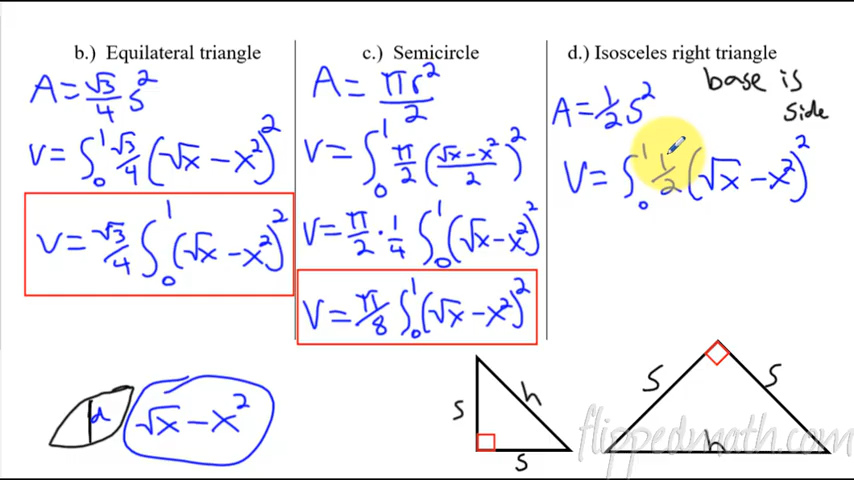 b.) Equilateral triangle
A = √3/4 s²
V = ∫₀¹ √3/4 (√x − x²)²
V = √3/4 ∫₀¹ (√x − x²)²
c.) Semicircle
A = πr²/2
V = ∫₀¹ π/2 ((√x − x²)/2)²
V = π/2 · 1/4 ∫₀¹ (√x − x²)²
V = π/8 ∫₀¹ (√x − x²)²
d.) Isosceles right triangle
base is
side
A = 1/2 s²
V = ∫₀¹ 1/2 (√x − x²)²
d
√x − x²
s
h
s
s
s
h
flippedmath.com